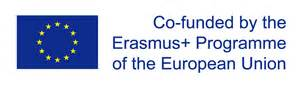 Co-funded by the
Erasmus+ Programme
of the European Union